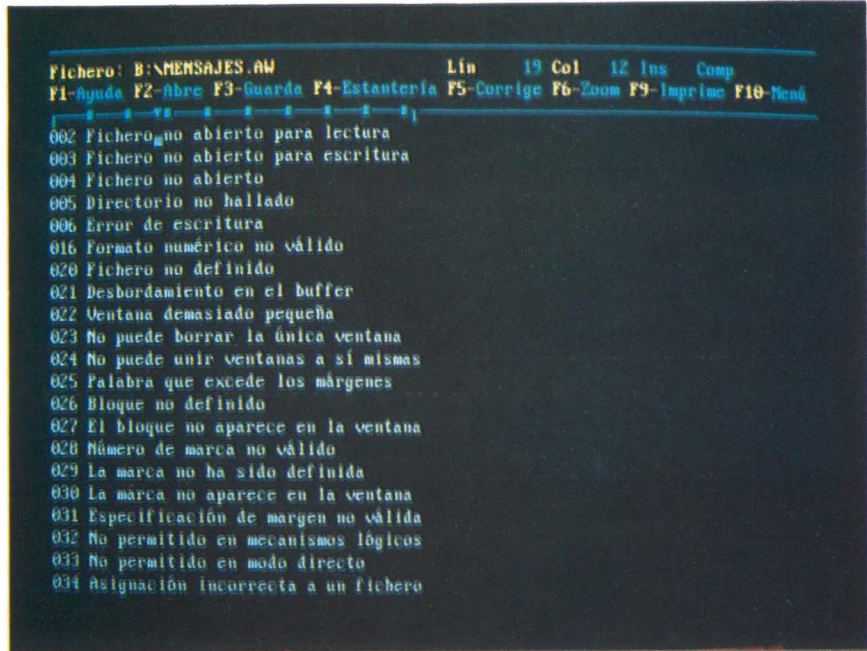 Fichero: B:\MENSAJES.AW Lín 19 Col 12 Ins Comp
F1-Ayuda F2-Abre F3-Guarda F4-Estantería F5-Corrige F6-Zoom F9-Imprime F10-Menú
002 Fichero no abierto para lectura
003 Fichero no abierto para escritura
004 Fichero no abierto
005 Directorio no hallado
006 Error de escritura
016 Formato numérico no válido
020 Fichero no definido
021 Desbordamiento en el buffer
022 Ventana demasiado pequeña
023 No puede borrar la única ventana
024 No puede unir ventanas a sí mismas
025 Palabra que excede los márgenes
026 Bloque no definido
027 El bloque no aparece en la ventana
028 Número de marca no válido
029 La marca no ha sido definida
030 La marca no aparece en la ventana
031 Especificación de margen no válida
032 No permitido en mecanismos lógicos
033 No permitido en modo directo
034 Asignación incorrecta a un fichero